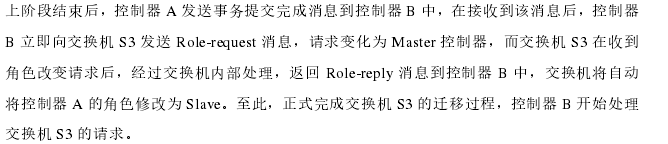 上阶段结束后，控制器 A 发送事务提交完成消息到控制器 B 中，在接收到该消息后，控制器
B 立即向交换机 S3 发送 Role-request 消息，请求变化为 Master 控制器，而交换机 S3 在收到
角色改变请求后，经过交换机内部处理，返回 Role-reply 消息到控制器 B 中，交换机将自动
将控制器 A 的角色修改为 Slave。至此，正式完成交换机 S3 的迁移过程，控制器 B 开始处理
交换机 S3 的请求。